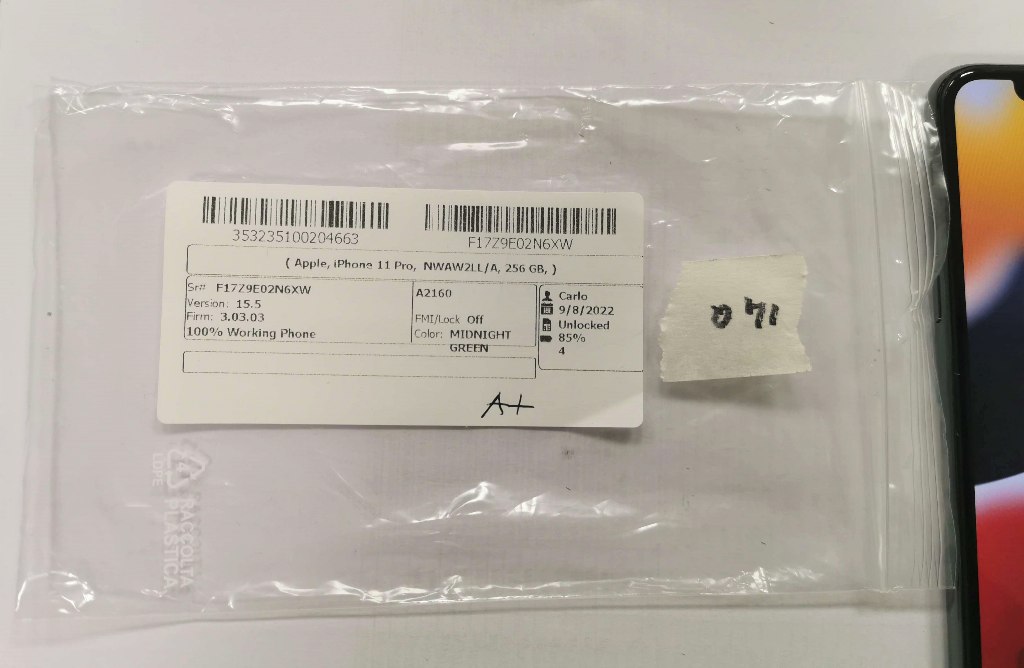 353235100204663
F17Z9E02N6XW
( Apple, iPhone 11 Pro, NWAW2LL/A, 256 GB, )
Sr# F17Z9E02N6XW
Version: 15.5
Firm: 3.03.03
100% Working Phone
A2160
FMI/Lock Off
Color: MIDNIGHT
GREEN
Carlo
9/8/2022
Unlocked
85%
4
A+
LDPE
RACCOLTA
PLASTICA